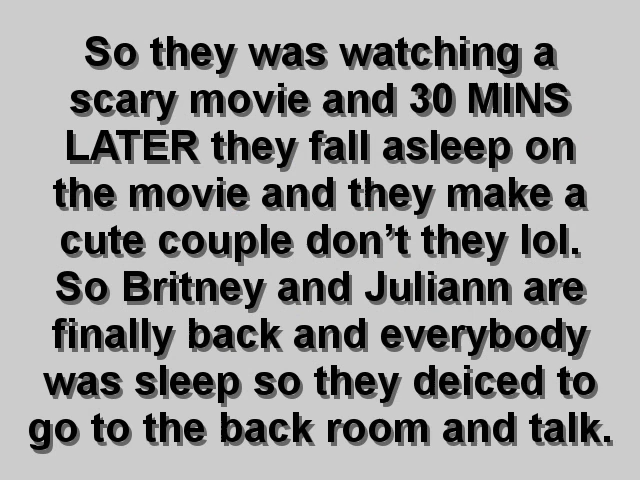 So they was watching a
scary movie and 30 MINS
LATER they fall asleep on
the movie and they make a
cute couple don’t they lol.
So Britney and Juliann are
finally back and everybody
was sleep so they deiced to
go to the back room and talk.